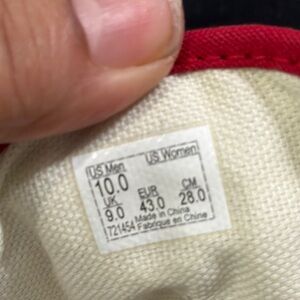 US Men US Women
10.0
UK EUR CM
9.0 43.0 28.0
721454 Made in China
Fabriqué en Chine